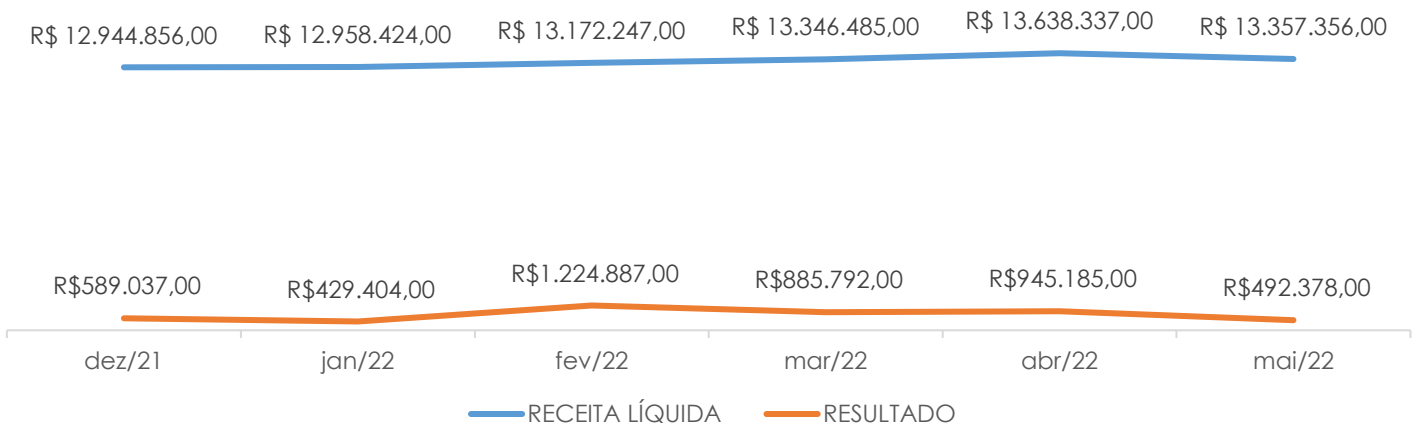 R$ 12.944.856,00 R$ 12.958.424,00 R$ 13.172.247,00 R$ 13.346.485,00 R$ 13.638.337,00 R$ 13.357.356,00
R$589.037,00 R$429.404,00 R$1.224.887,00 R$885.792,00 R$945.185,00 R$492.378,00
dez/21 jan/22 fev/22 mar/22 abr/22 mai/22
RECEITA LÍQUIDA RESULTADO